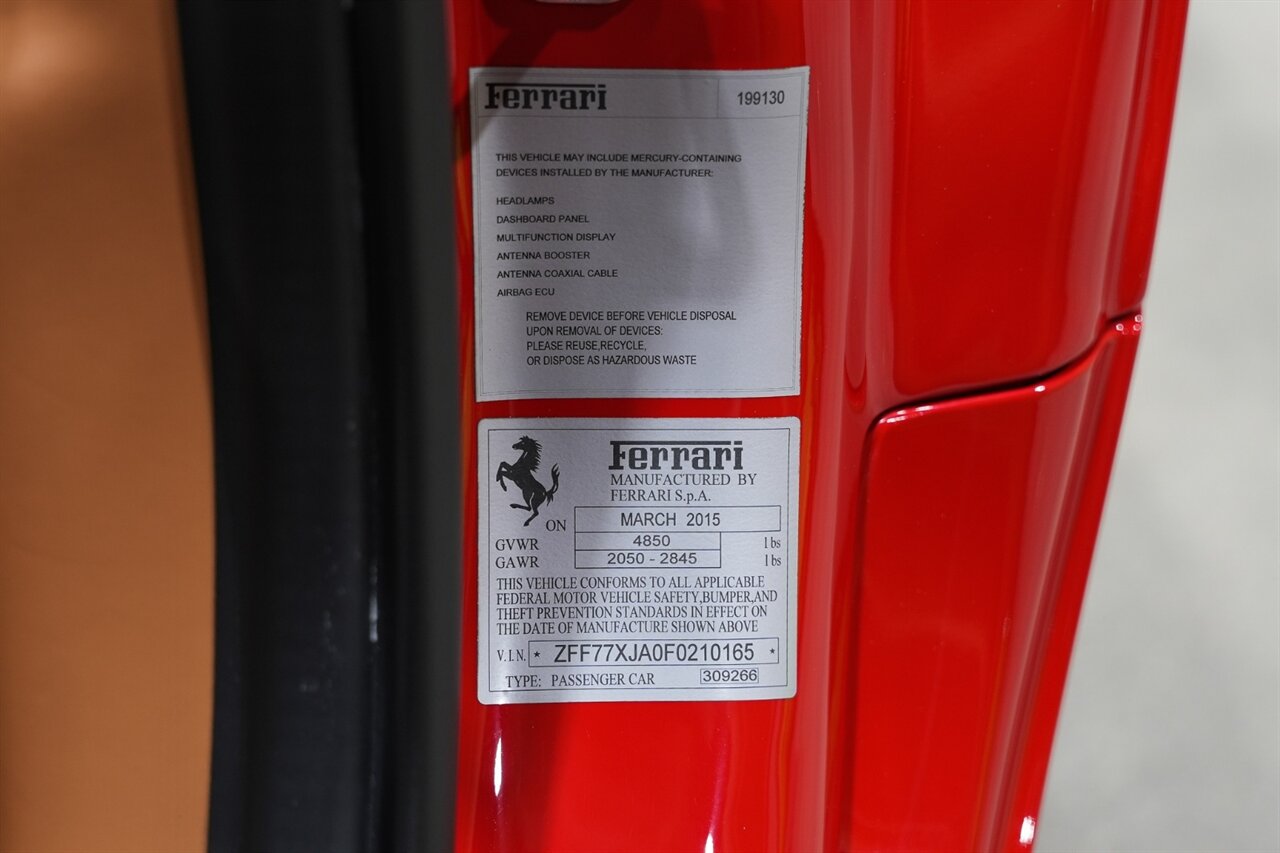 Ferrari 199130
THIS VEHICLE MAY INCLUDE MERCURY-CONTAINING
DEVICES INSTALLED BY THE MANUFACTURER:
HEADLAMPS
DASHBOARD PANEL
MULTIFUNCTION DISPLAY
ANTENNA BOOSTER
ANTENNA COAXIAL CABLE
AIRBAG ECU
REMOVE DEVICE BEFORE VEHICLE DISPOSAL
UPON REMOVAL OF DEVICES:
PLEASE REUSE,RECYCLE,
OR DISPOSE AS HAZARDOUS WASTE
Ferrari
MANUFACTURED BY
FERRARI S.p.A.
ON MARCH 2015
GVWR 4850 lbs
GAWR 2050 - 2845 lbs
THIS VEHICLE CONFORMS TO ALL APPLICABLE
FEDERAL MOTOR VEHICLE SAFETY,BUMPER,AND
THEFT PREVENTION STANDARDS IN EFFECT ON
THE DATE OF MANUFACTURE SHOWN ABOVE
V.I.N. * ZFF77XJA0F0210165 *
TYPE: PASSENGER CAR 309266